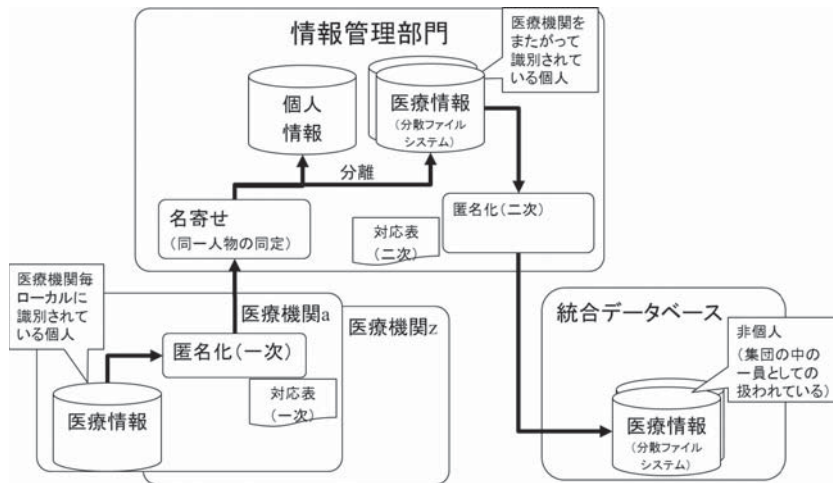 情報管理部門
医療機関を
またがって
識別されて
いる個人
個人
情報
医療情報
(分散ファイル
システム)
分離
名寄せ
(同一人物の同定)
対応表
(二次)
匿名化(二次)
医療機関毎
ローカルに
識別されて
いる個人
医療機関a
医療機関z
匿名化(一次)
対応表
(一次)
医療情報
統合データベース
非個人
(集団の中の
一員としての
扱われている)
医療情報
(分散ファイル
システム)